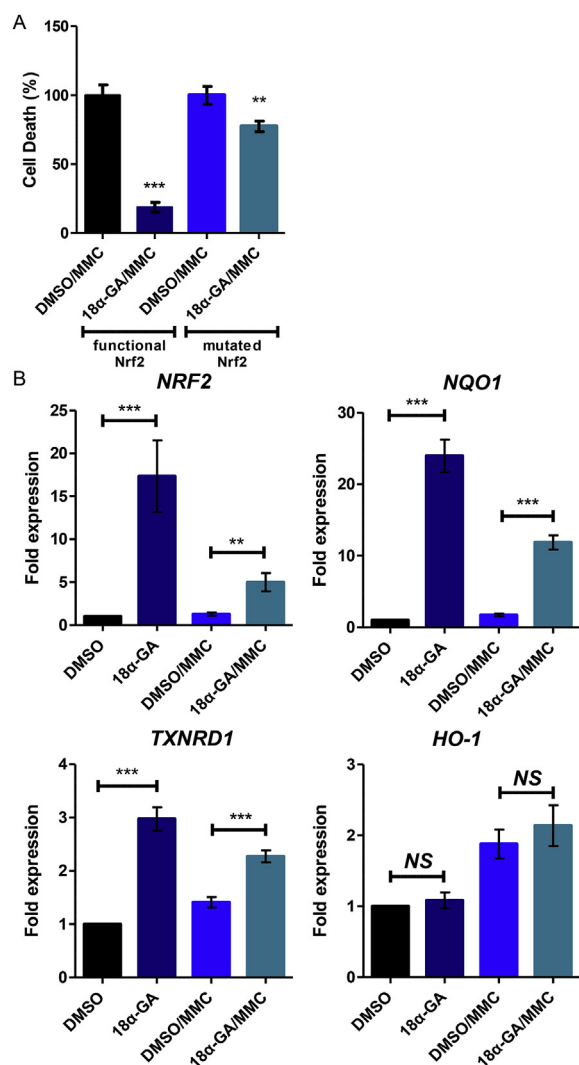 A
Cell Death (%)
150
100
50
0
***
**
DMSO/MMC
18α-GA/MMC
DMSO/MMC
18α-GA/MMC
functional
Nrf2
mutated
Nrf2
B
NRF2
Fold expression
25
20
15
10
5
0
***
**
DMSO
18α-GA
DMSO/MMC
18α-GA/MMC
NQO1
Fold expression
30
20
10
0
***
***
DMSO
18α-GA
DMSO/MMC
18α-GA/MMC
TXNRD1
Fold expression
4
3
2
1
0
***
***
DMSO
18α-GA
DMSO/MMC
18α-GA/MMC
HO-1
Fold expression
3
2
1
0
NS
NS
DMSO
18α-GA
DMSO/MMC
18α-GA/MMC